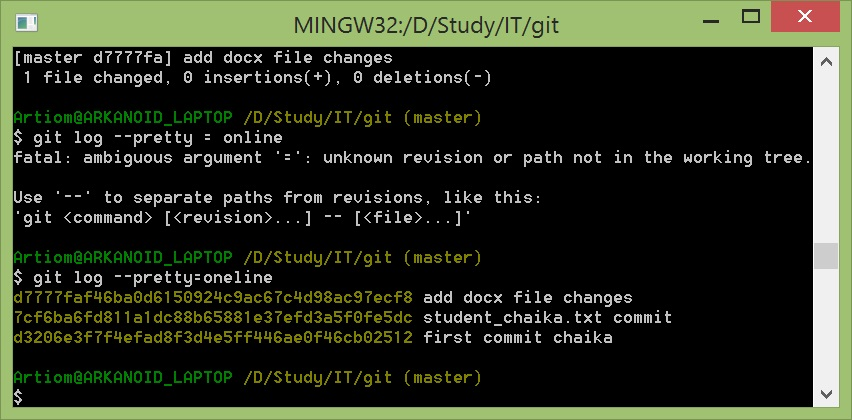 MINGW32:/D/Study/IT/git
[master d7777fa] add docx file changes
1 file changed, 0 insertions(+), 0 deletions(-)
Artiom@ARKANOID_LAPTOP /D/Study/IT/git (master)
$ git log --pretty = online
fatal: ambiguous argument '=': unknown revision or path not in the working tree.
Use '--' to separate paths from revisions, like this:
'git <command> [<revision>...] -- [<file>...]'
Artiom@ARKANOID_LAPTOP /D/Study/IT/git (master)
$ git log --pretty=oneline
d7777faf46ba0d6150924c9ac67c4d98ac97ecf8 add docx file changes
7cf6ba6fd811a1dc88b65881e37efd3a5f0fe5dc student_chaika.txt commit
d3206e3f7f4efad8f3d4e5ff446ae0f46cb02512 first commit chaika
Artiom@ARKANOID_LAPTOP /D/Study/IT/git (master)
$